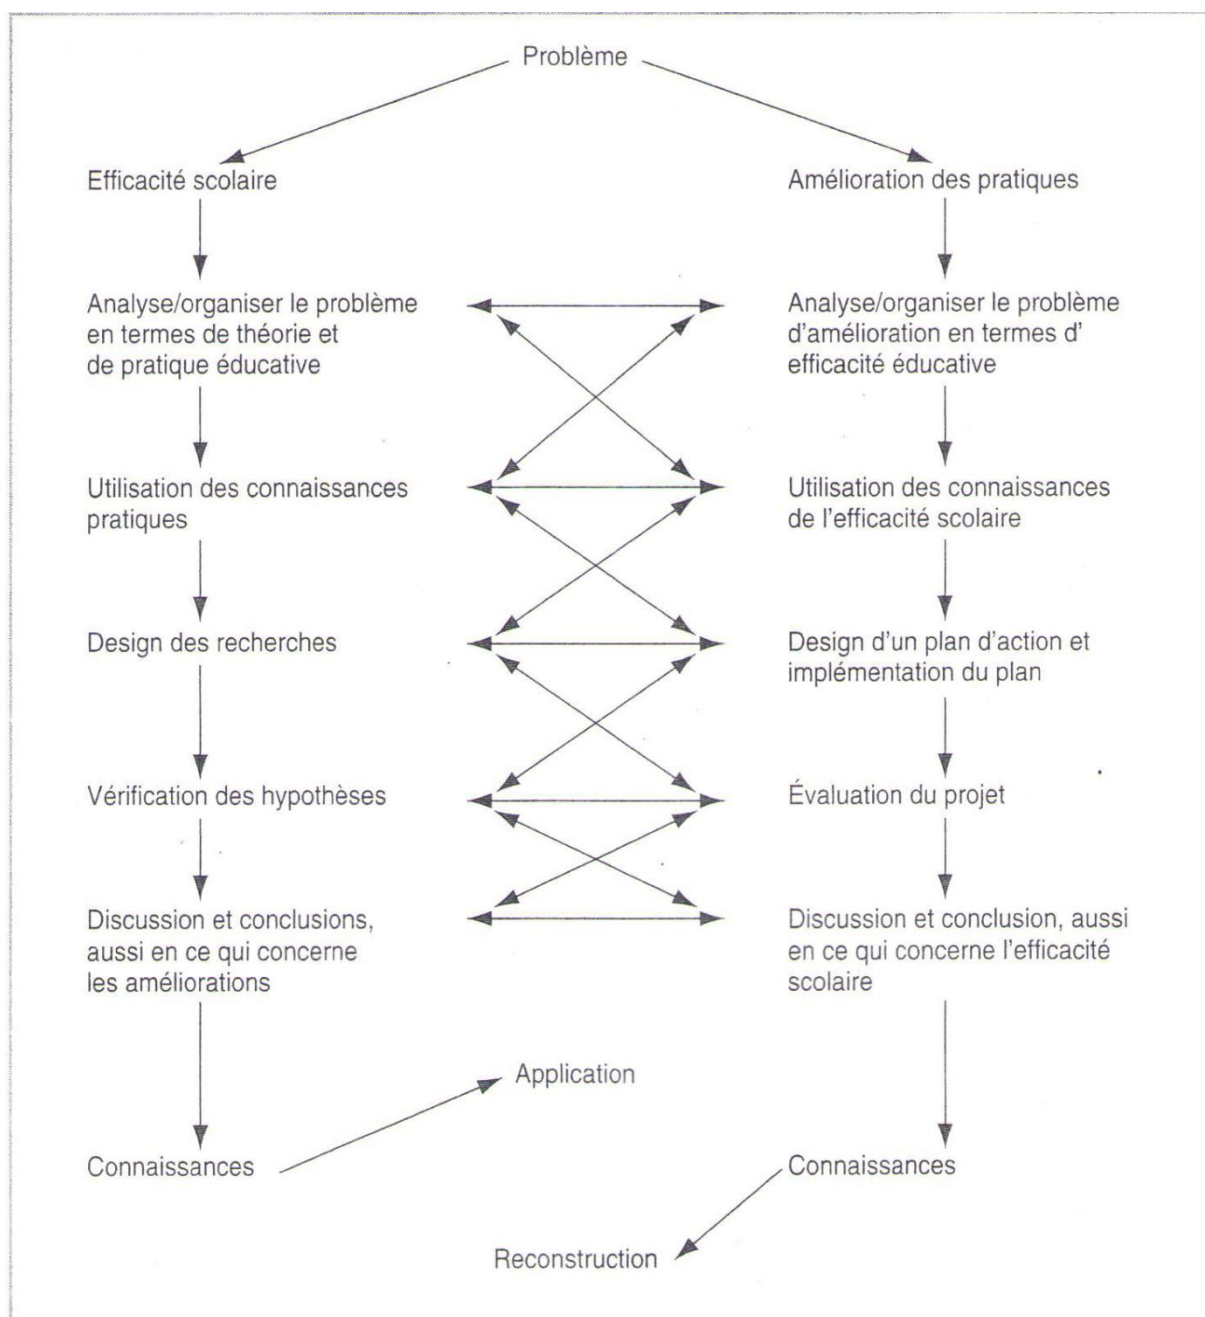 Problème
Efficacité scolaire
Amélioration des pratiques
Analyse/organiser le problème
en termes de théorie et
de pratique éducative
Analyse/organiser le problème
d'amélioration en termes d'
efficacité éducative
Utilisation des connaissances
pratiques
Utilisation des connaissances
de l'efficacité scolaire
Design des recherches
Design d'un plan d'action et
implémentation du plan
Vérification des hypothèses
Évaluation du projet
Discussion et conclusions,
aussi en ce qui concerne
les améliorations
Discussion et conclusion, aussi
en ce qui concerne l'efficacité
scolaire
Application
Connaissances
Connaissances
Reconstruction